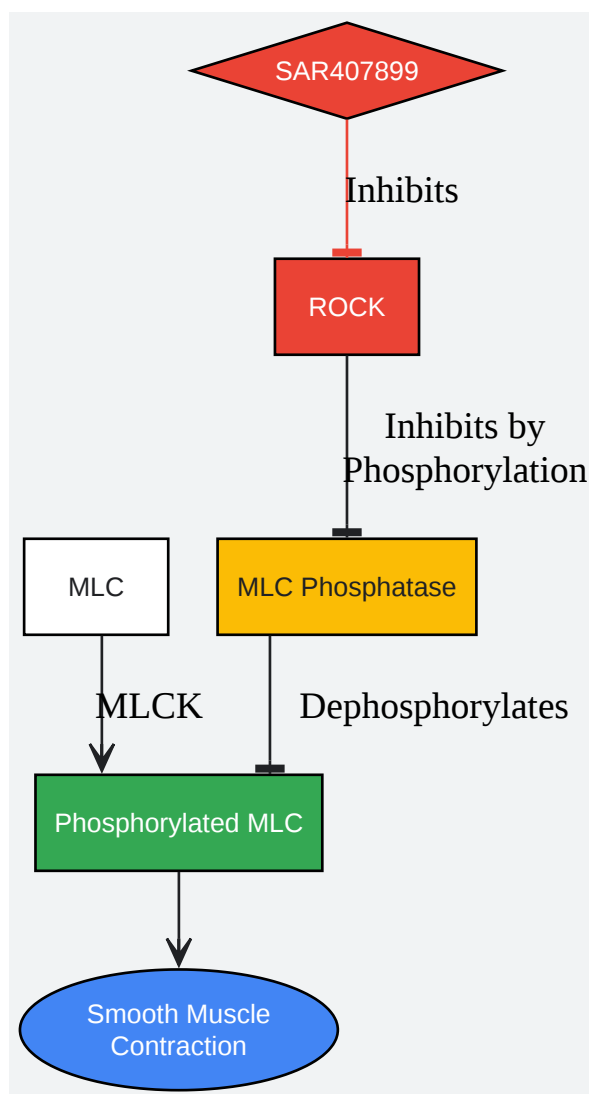 SAR407899
Inhibits
ROCK
Inhibits by
Phosphorylation
MLC
MLC Phosphatase
MLCK
Dephosphorylates
Phosphorylated MLC
Smooth Muscle
Contraction